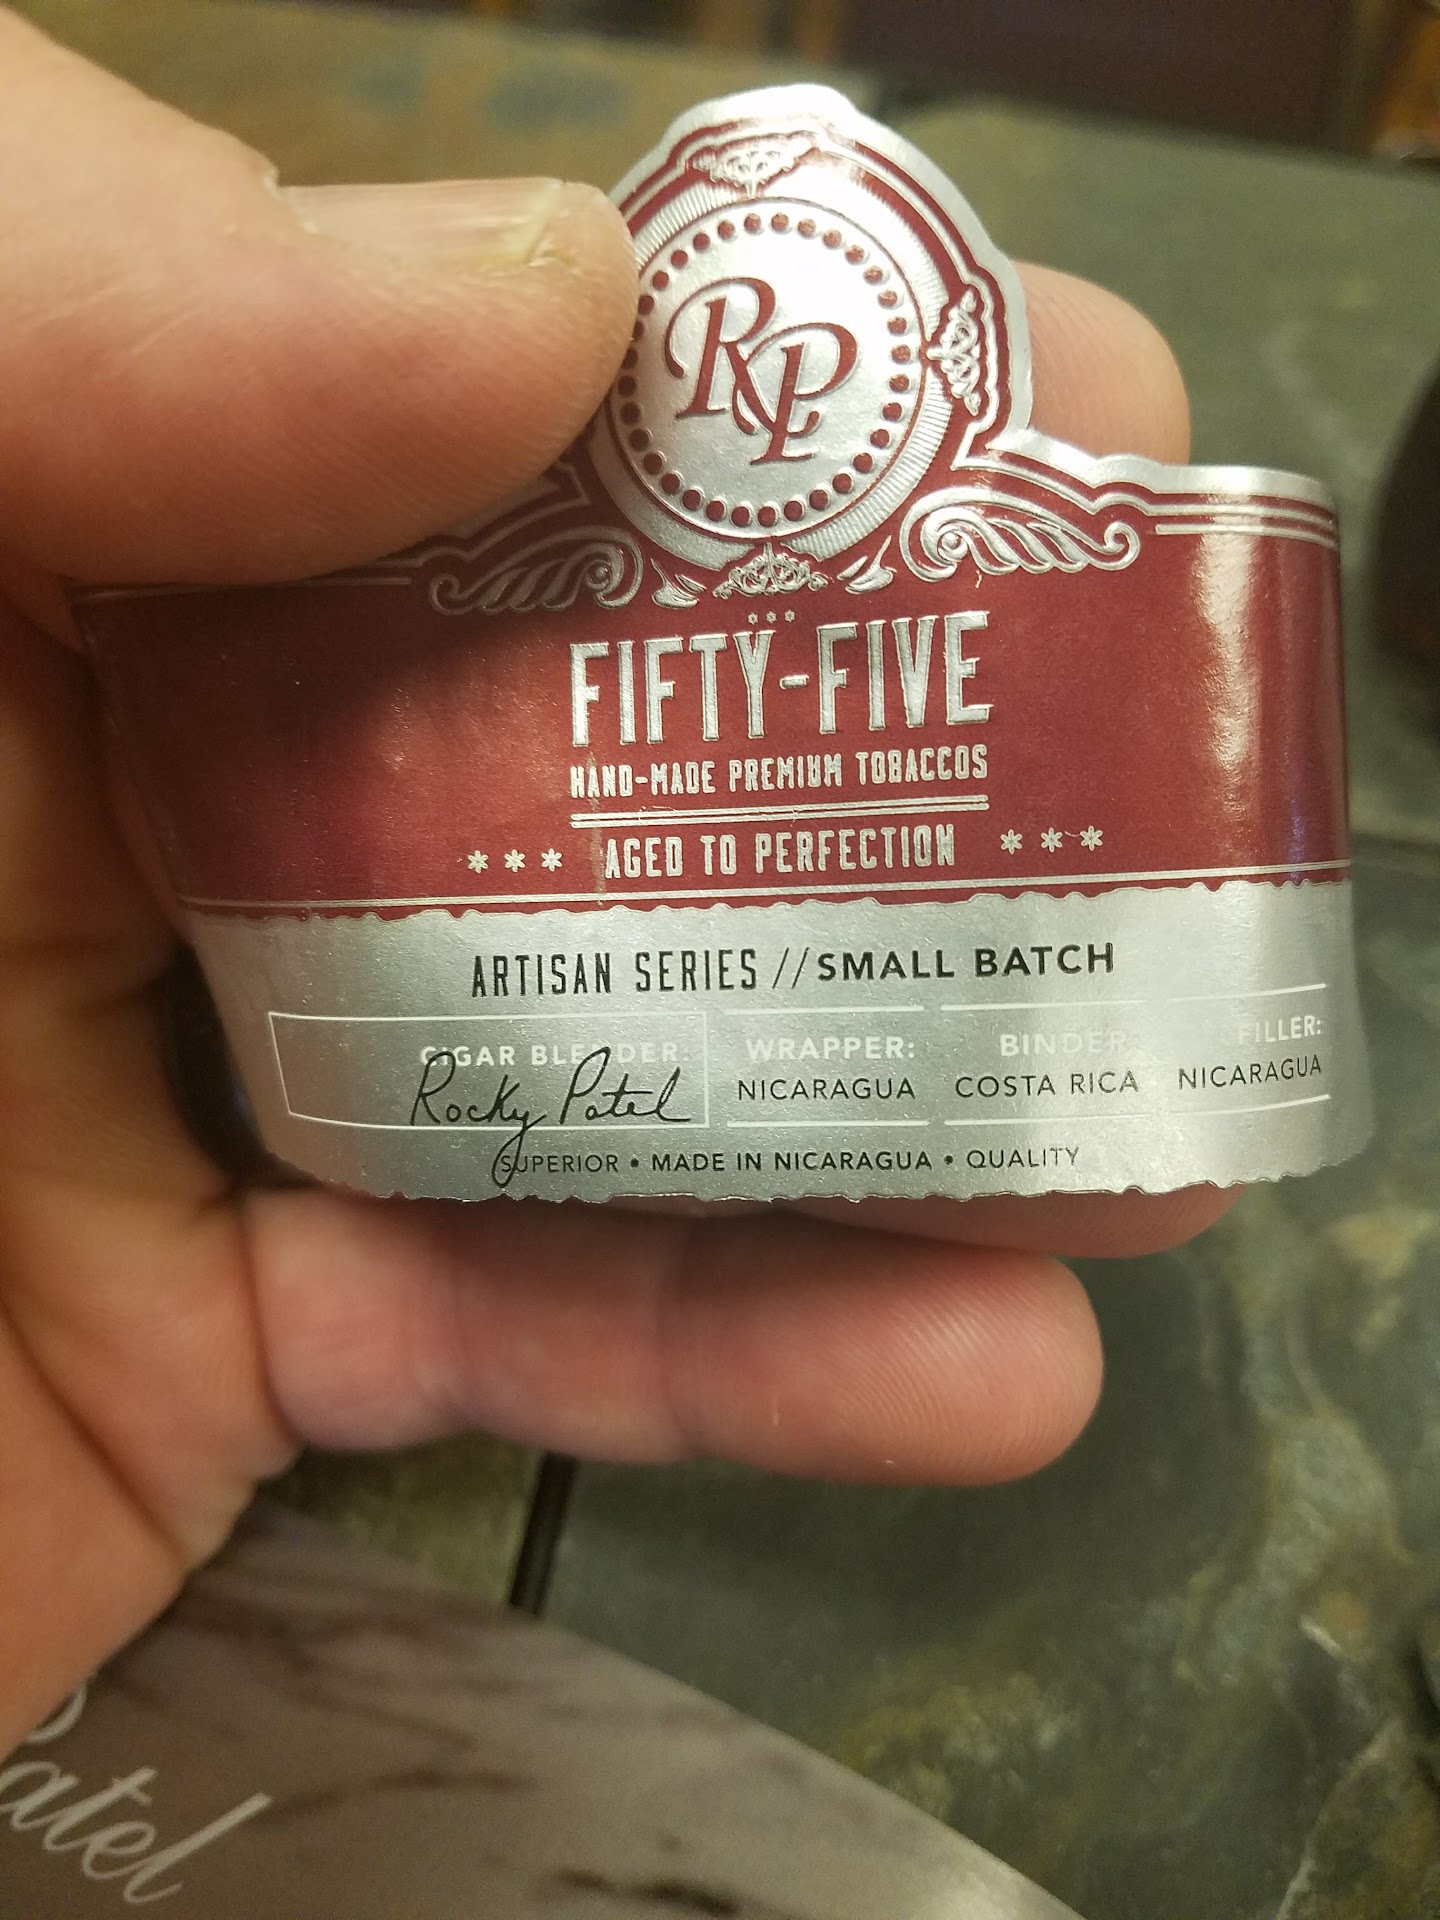 RP
FIFTY-FIVE
HAND-MADE PREMIUM TOBACCOS
*** AGED TO PERFECTION ***
ARTISAN SERIES // SMALL BATCH
CIGAR BLENDER: WRAPPER: BINDER: FILLER:
Rocky Patel NICARAGUA COSTA RICA NICARAGUA
SUPERIOR • MADE IN NICARAGUA • QUALITY
atel